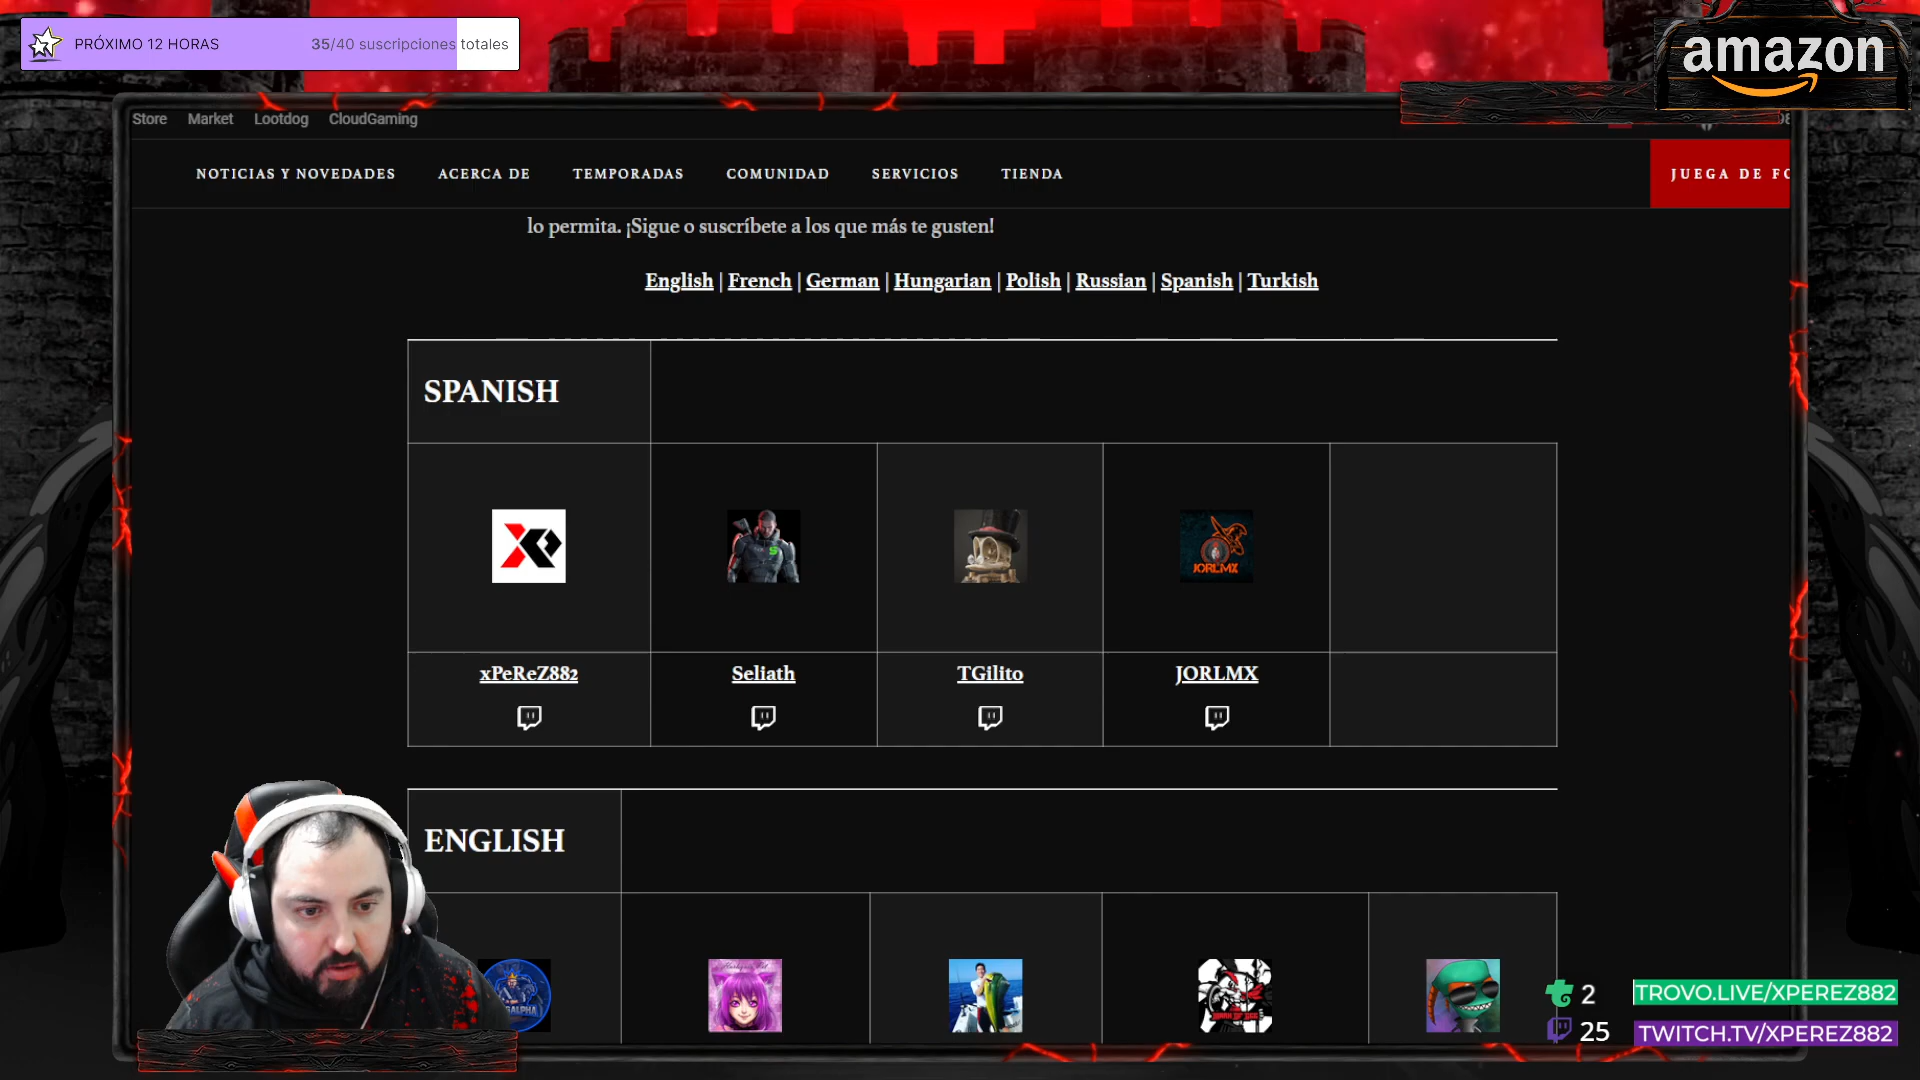 PRÓXIMO 12 HORAS 35/40 suscripciones totales
amazon
Store Market Lootdog CloudGaming
NOTICIAS Y NOVEDADES ACERCA DE TEMPORADAS COMUNIDAD SERVICIOS TIENDA
JUEGA DE
lo permita. ¡Sigue o suscríbete a los que más te gusten!
English | French | German | Hungarian | Polish | Russian | Spanish | Turkish
SPANISH
JORLMX
xPeReZ882 Seliath TGilito JORLMX
ENGLISH
2 TROVO.LIVE/XPEREZ882
25 TWITCH.TV/XPEREZ882